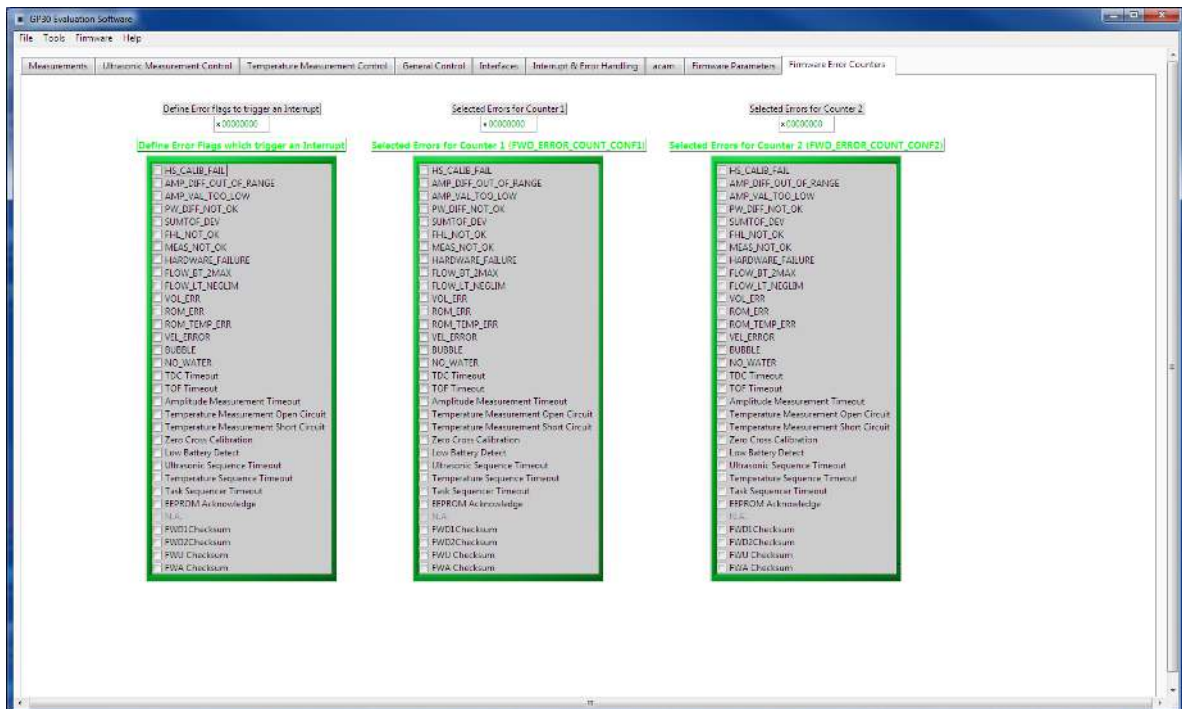 GP30 Evaluation Software
File Tools Firmware Help
Measurements Ultrasonic Measurement Control Temperature Measurement Control General Control Interfaces Interrupt & Error Handling acam Firmware Parameters Firmware Error Counters
Define Error flags to trigger an Interrupt
x 00000000
Define Error Flags which trigger an Interrupt
HS_CALIB_FAIL
AMP_DIFF_OUT_OF_RANGE
AMP_VAL_TOO_LOW
PW_DIFF_NOT_OK
SUMTOF_DEV
FHL_NOT_OK
MEAS_NOT_OK
HARDWARE_FAILURE
FLOW_BT_2MAX
FLOW_LT_NEGLIM
VOL_ERR
ROM_ERR
ROM_TEMP_ERR
VEL_ERROR
BUBBLE
NO_WATER
TDC Timeout
TOF Timeout
Amplitude Measurement Timeout
Temperature Measurement Open Circuit
Temperature Measurement Short Circuit
Zero Cross Calibration
Low Battery Detect
Ultrasonic Sequence Timeout
Temperature Sequence Timeout
Task Sequencer Timeout
EEPROM Acknowledge
N.A.
FWD1Checksum
FWD2Checksum
FWU Checksum
FWA Checksum
Selected Errors for Counter 1
x 00000000
Selected Errors for Counter 1 (FWD_ERROR_COUNT_CONF1)
HS_CALIB_FAIL
AMP_DIFF_OUT_OF_RANGE
AMP_VAL_TOO_LOW
PW_DIFF_NOT_OK
SUMTOF_DEV
FHL_NOT_OK
MEAS_NOT_OK
HARDWARE_FAILURE
FLOW_BT_2MAX
FLOW_LT_NEGLIM
VOL_ERR
ROM_ERR
ROM_TEMP_ERR
VEL_ERROR
BUBBLE
NO_WATER
TDC Timeout
TOF Timeout
Amplitude Measurement Timeout
Temperature Measurement Open Circuit
Temperature Measurement Short Circuit
Zero Cross Calibration
Low Battery Detect
Ultrasonic Sequence Timeout
Temperature Sequence Timeout
Task Sequencer Timeout
EEPROM Acknowledge
N.A.
FWD1Checksum
FWD2Checksum
FWU Checksum
FWA Checksum
Selected Errors for Counter 2
x 00000000
Selected Errors for Counter 2 (FWD_ERROR_COUNT_CONF2)
HS_CALIB_FAIL
AMP_DIFF_OUT_OF_RANGE
AMP_VAL_TOO_LOW
PW_DIFF_NOT_OK
SUMTOF_DEV
FHL_NOT_OK
MEAS_NOT_OK
HARDWARE_FAILURE
FLOW_BT_2MAX
FLOW_LT_NEGLIM
VOL_ERR
ROM_ERR
ROM_TEMP_ERR
VEL_ERROR
BUBBLE
NO_WATER
TDC Timeout
TOF Timeout
Amplitude Measurement Timeout
Temperature Measurement Open Circuit
Temperature Measurement Short Circuit
Zero Cross Calibration
Low Battery Detect
Ultrasonic Sequence Timeout
Temperature Sequence Timeout
Task Sequencer Timeout
EEPROM Acknowledge
N.A.
FWD1Checksum
FWD2Checksum
FWU Checksum
FWA Checksum